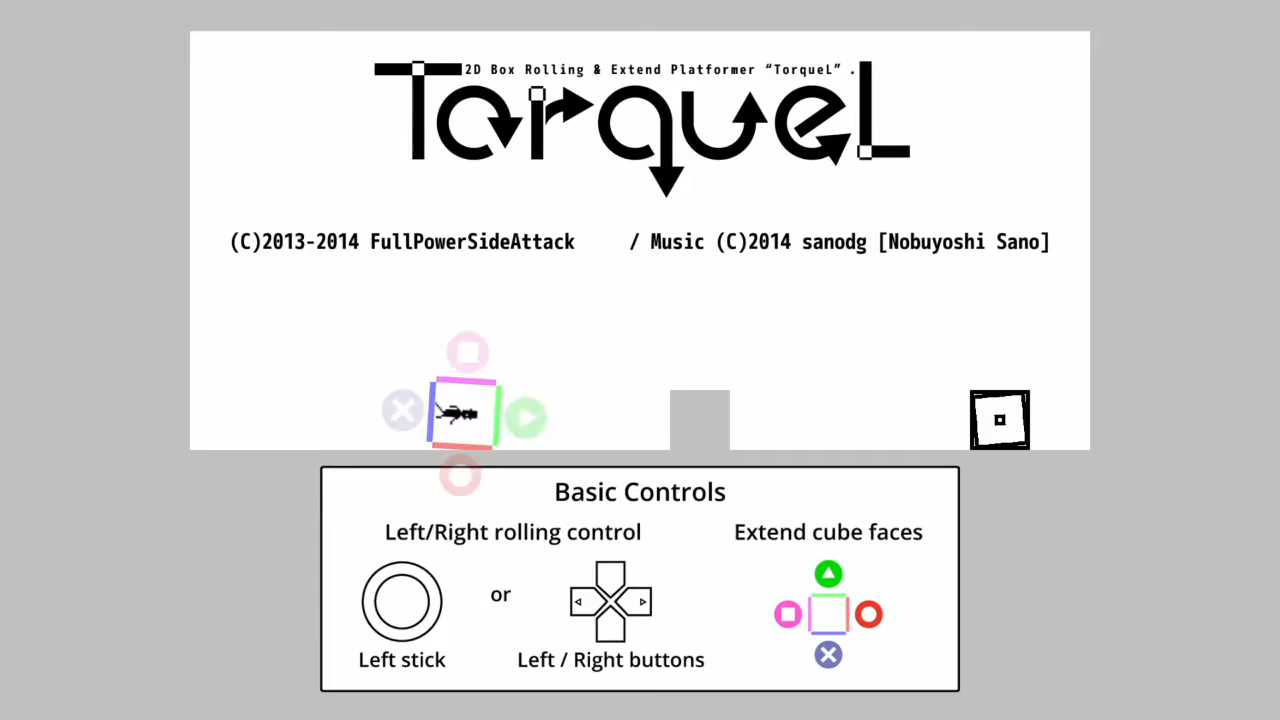 2D Box Rolling & Extend Platformer “TorqueL” .
TorqueL
(C)2013-2014 FullPowerSideAttack / Music (C)2014 sanodg [Nobuyoshi Sano]
Basic Controls
Left/Right rolling control
Extend cube faces
or
Left stick
Left / Right buttons